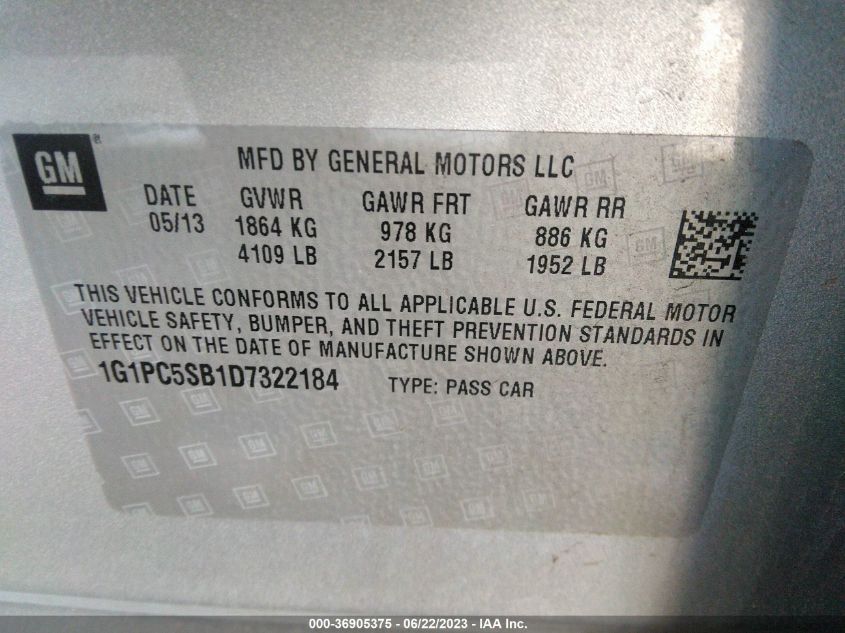 GM
MFD BY GENERAL MOTORS LLC
DATE GVWR GAWR FRT GAWR RR
05/13 1864 KG 978 KG 886 KG
4109 LB 2157 LB 1952 LB
THIS VEHICLE CONFORMS TO ALL APPLICABLE U.S. FEDERAL MOTOR
VEHICLE SAFETY, BUMPER, AND THEFT PREVENTION STANDARDS IN
EFFECT ON THE DATE OF MANUFACTURE SHOWN ABOVE.
1G1PC5SB1D7322184 TYPE: PASS CAR
000-36905375 - 06/22/2023 - IAA Inc.